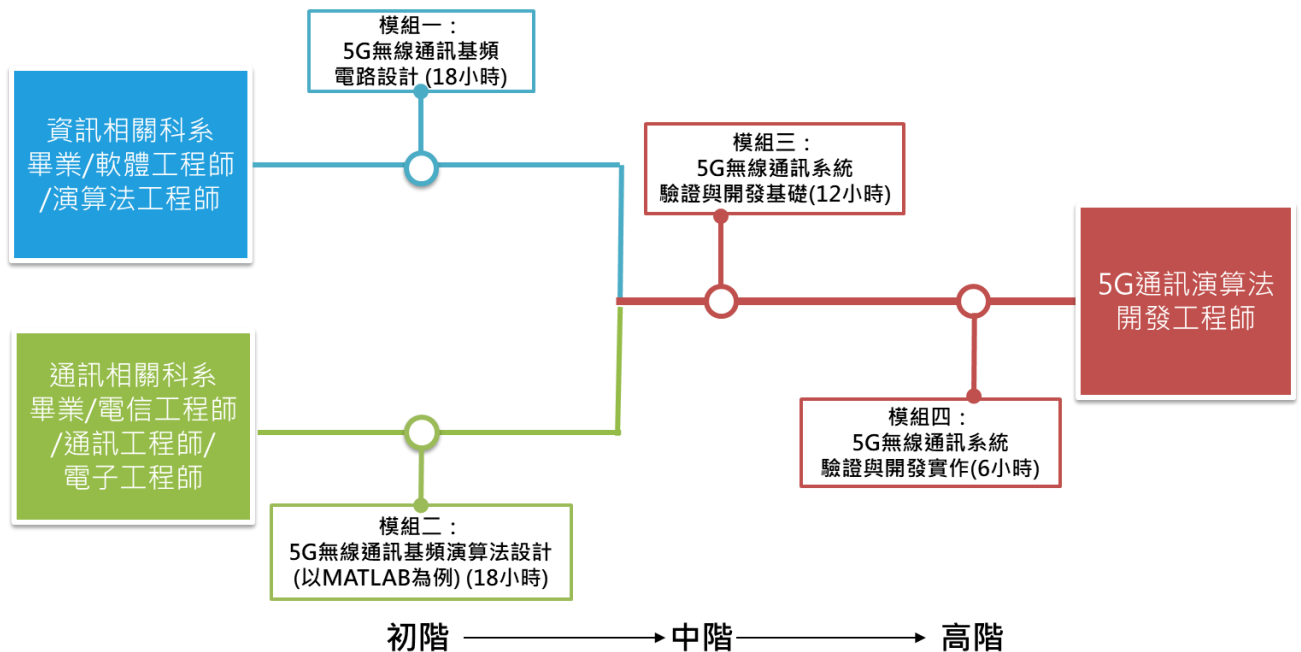 模組一：
5G無線通訊基頻
電路設計 (18小時)
資訊相關科系
畢業/軟體工程師
/演算法工程師
模組三：
5G無線通訊系統
驗證與開發基礎(12小時)
5G通訊演算法
開發工程師
通訊相關科系
畢業/電信工程師
/通訊工程師/
電子工程師
模組四：
5G無線通訊系統
驗證與開發實作(6小時)
模組二：
5G無線通訊基頻演算法設計
(以MATLAB為例) (18小時)
初階
中階
高階